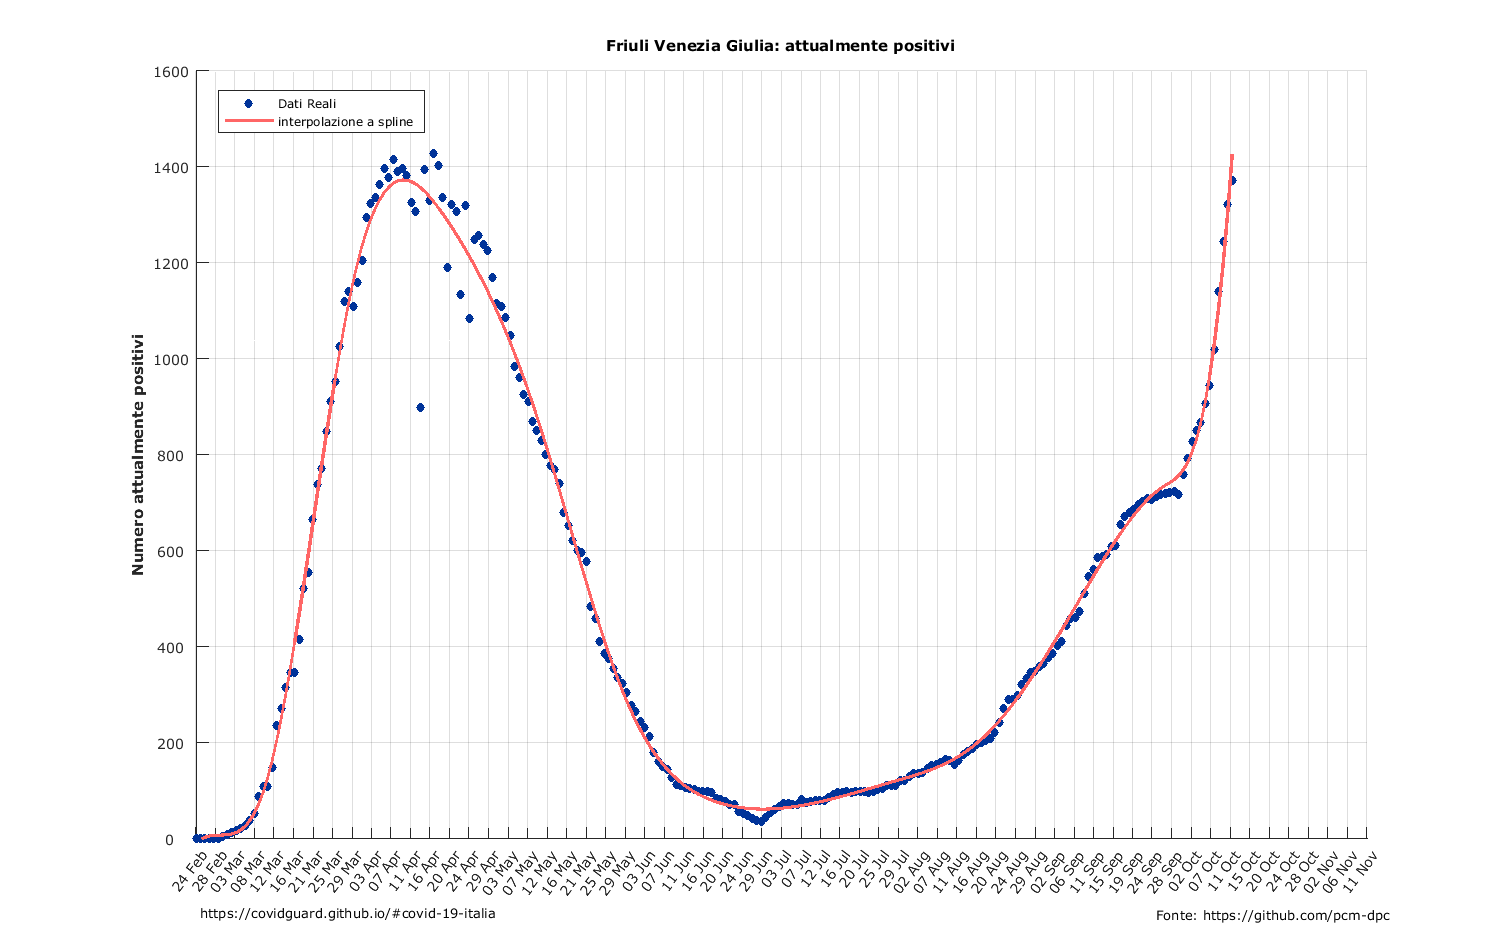 Friuli Venezia Giulia: attualmente positivi
Numero attualmente positivi
1600
1400
1200
1000
800
600
400
200
0
Dati Reali
interpolazione a spline
24 Feb
28 Feb
03 Mar
08 Mar
12 Mar
16 Mar
21 Mar
25 Mar
29 Mar
03 Apr
07 Apr
11 Apr
16 Apr
20 Apr
24 Apr
29 Apr
03 May
07 May
12 May
16 May
21 May
25 May
29 May
03 Jun
07 Jun
11 Jun
16 Jun
20 Jun
24 Jun
29 Jun
03 Jul
07 Jul
12 Jul
16 Jul
20 Jul
25 Jul
29 Jul
02 Aug
07 Aug
11 Aug
16 Aug
20 Aug
24 Aug
29 Aug
02 Sep
06 Sep
11 Sep
15 Sep
19 Sep
24 Sep
28 Sep
02 Oct
07 Oct
11 Oct
15 Oct
20 Oct
24 Oct
28 Oct
02 Nov
06 Nov
11 Nov
https://covidguard.github.io/#covid-19-italia
Fonte: https://github.com/pcm-dpc